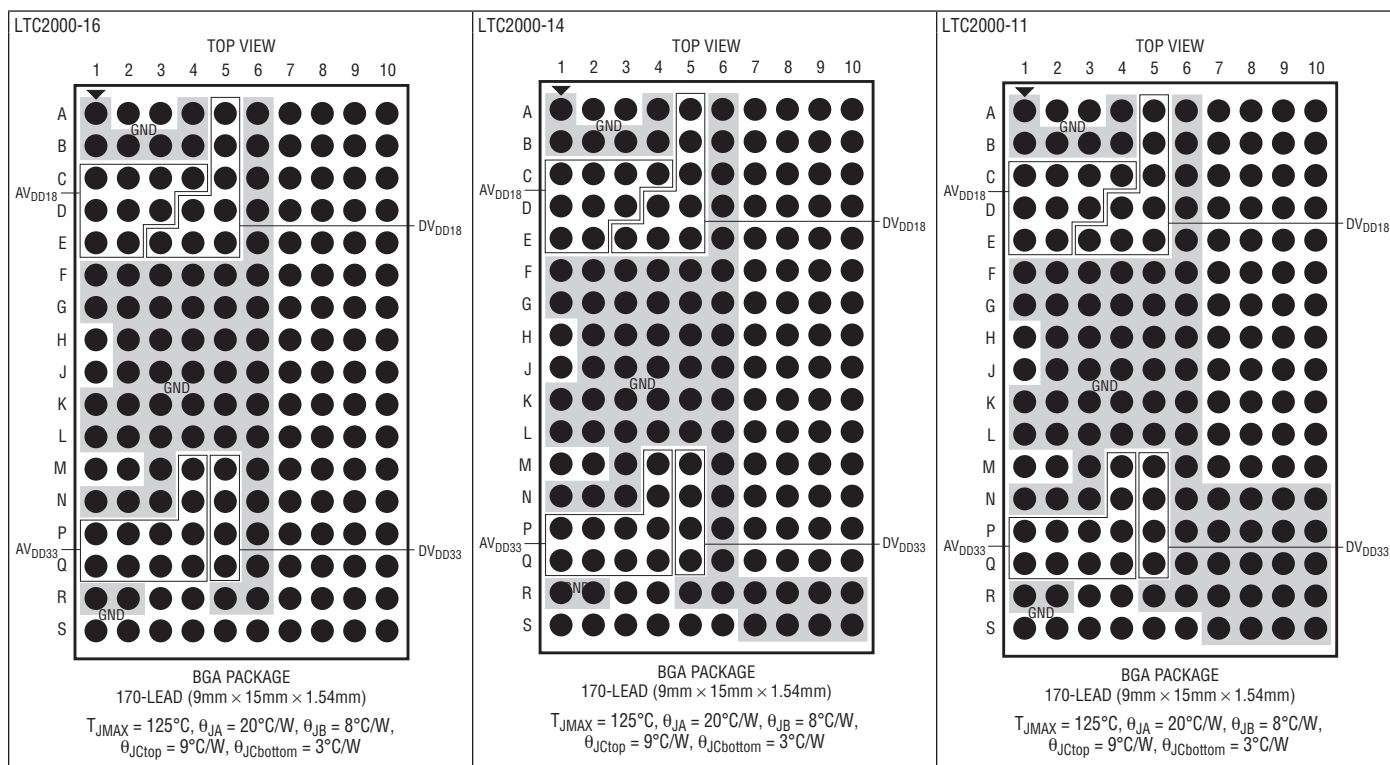 LTC2000-16
TOP VIEW
1 2 3 4 5 6 7 8 9 10
A
GND
B
C
AVDD18
D
DVDD18
E
F
G
H
J
GND
K
L
M
N
P
AVDD33
DVDD33
Q
R
GND
S
BGA PACKAGE
170-LEAD (9mm × 15mm × 1.54mm)
TJMAX = 125°C, θJA = 20°C/W, θJB = 8°C/W,
θJCtop = 9°C/W, θJCbottom = 3°C/W
LTC2000-14
TOP VIEW
1 2 3 4 5 6 7 8 9 10
A
GND
B
C
AVDD18
D
DVDD18
E
F
G
H
J
GND
K
L
M
N
P
AVDD33
DVDD33
Q
GND
R
S
BGA PACKAGE
170-LEAD (9mm × 15mm × 1.54mm)
TJMAX = 125°C, θJA = 20°C/W, θJB = 8°C/W,
θJCtop = 9°C/W, θJCbottom = 3°C/W
LTC2000-11
TOP VIEW
1 2 3 4 5 6 7 8 9 10
A
GND
B
C
AVDD18
D
DVDD18
E
F
G
H
J
GND
K
L
M
N
P
AVDD33
DVDD33
Q
R
GND
S
BGA PACKAGE
170-LEAD (9mm × 15mm × 1.54mm)
TJMAX = 125°C, θJA = 20°C/W, θJB = 8°C/W,
θJCtop = 9°C/W, θJCbottom = 3°C/W